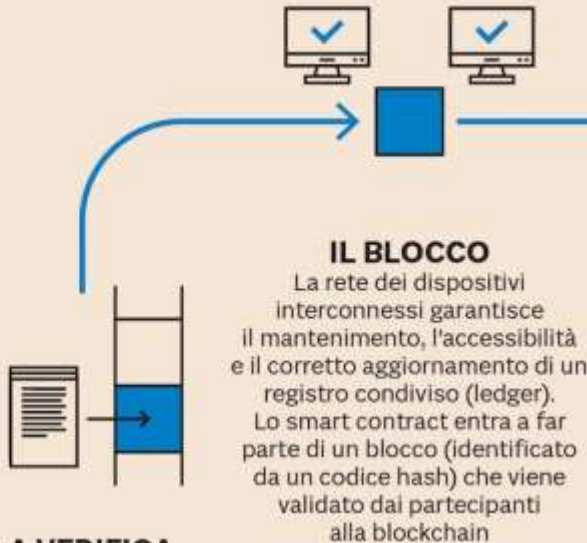 IL BLOCCO
La rete dei dispositivi
interconnessi garantisce
il mantenimento, l'accessibilità
e il corretto aggiornamento di un
registro condiviso (ledger).
Lo smart contract entra a far
parte di un blocco (identificato
da un codice hash) che viene
validato dai partecipanti
alla blockchain